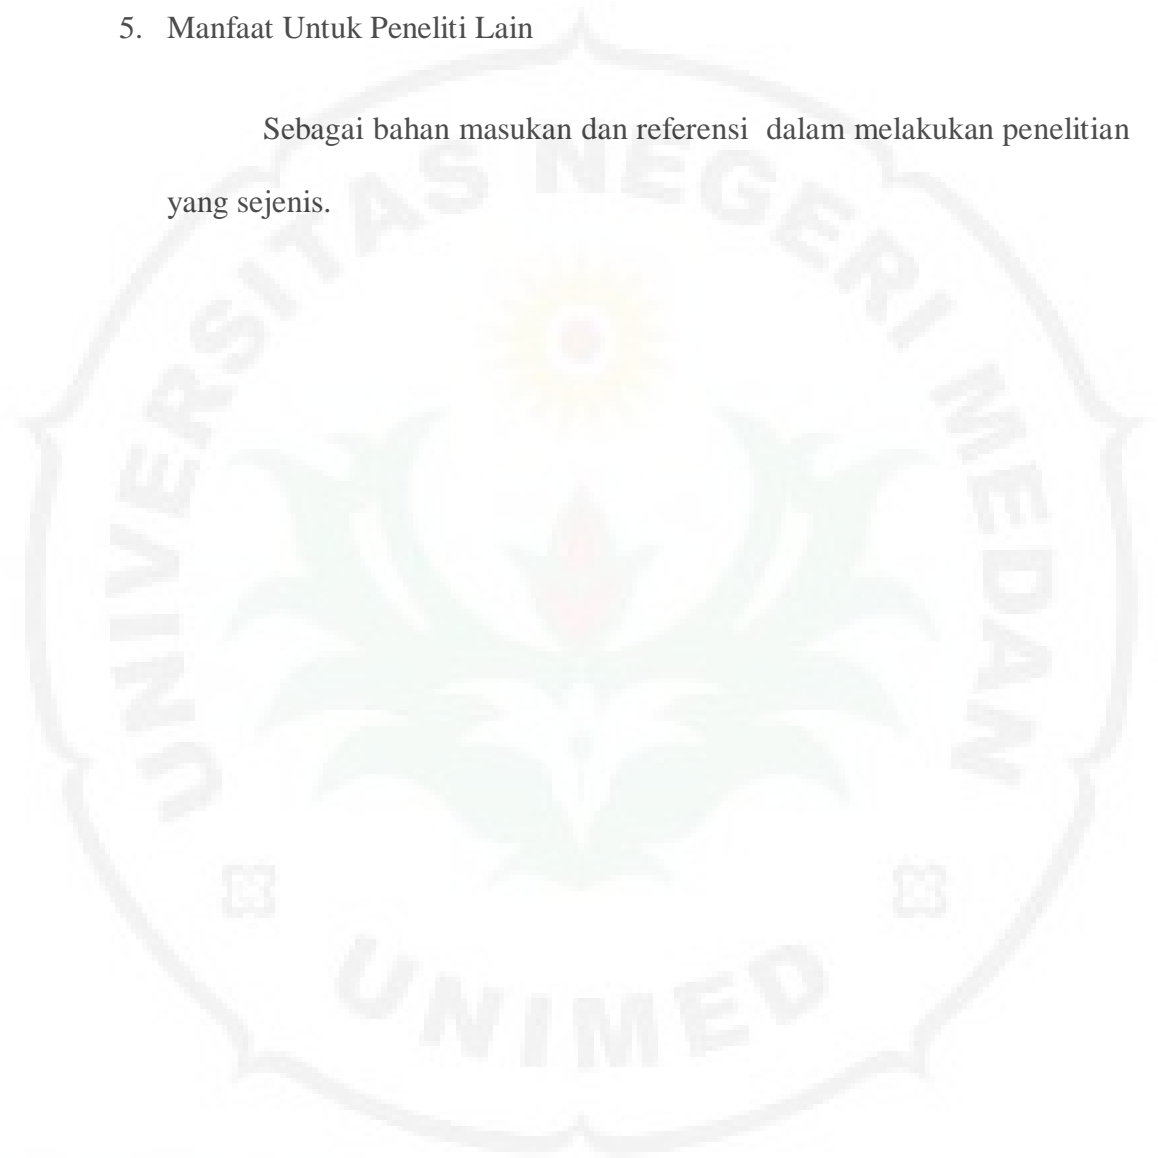 5. Manfaat Untuk Peneliti Lain
Sebagai bahan masukan dan referensi dalam melakukan penelitian
yang sejenis.
UNIVERSITAS NEGERI MEDAN
UNIMED